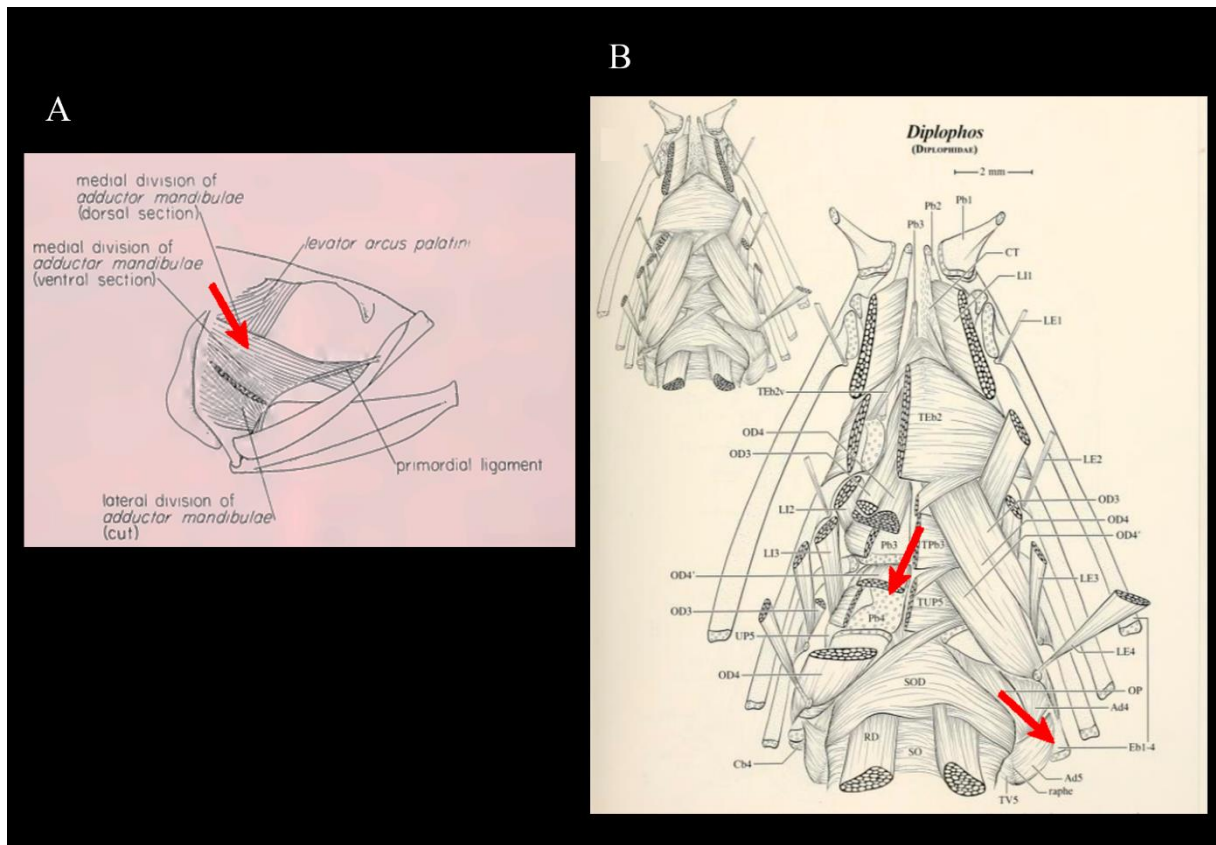 A
medial division of
adductor mandibulae
(dorsal section)
medial division of
adductor mandibulae
(ventral section)
levator arcus palatini
primordial ligament
lateral division of
adductor mandibulae
(cut)
B
Diplophos
(DIPLOPHIDAE)
2 mm
Pb1
Pb2
Pb3
CT
LI1
LE1
TEb2v
TEb2
OD4
OD3
LE2
LI2
OD3
OD4
OD4´
Pb3
TPb3
LI3
OD4´
LE3
OD3
Pb4
TUP5
UP5
LE4
OD4
SOD
OP
Ad4
RD
SO
Eb1-4
Cb4
Ad5
raphe
TV5